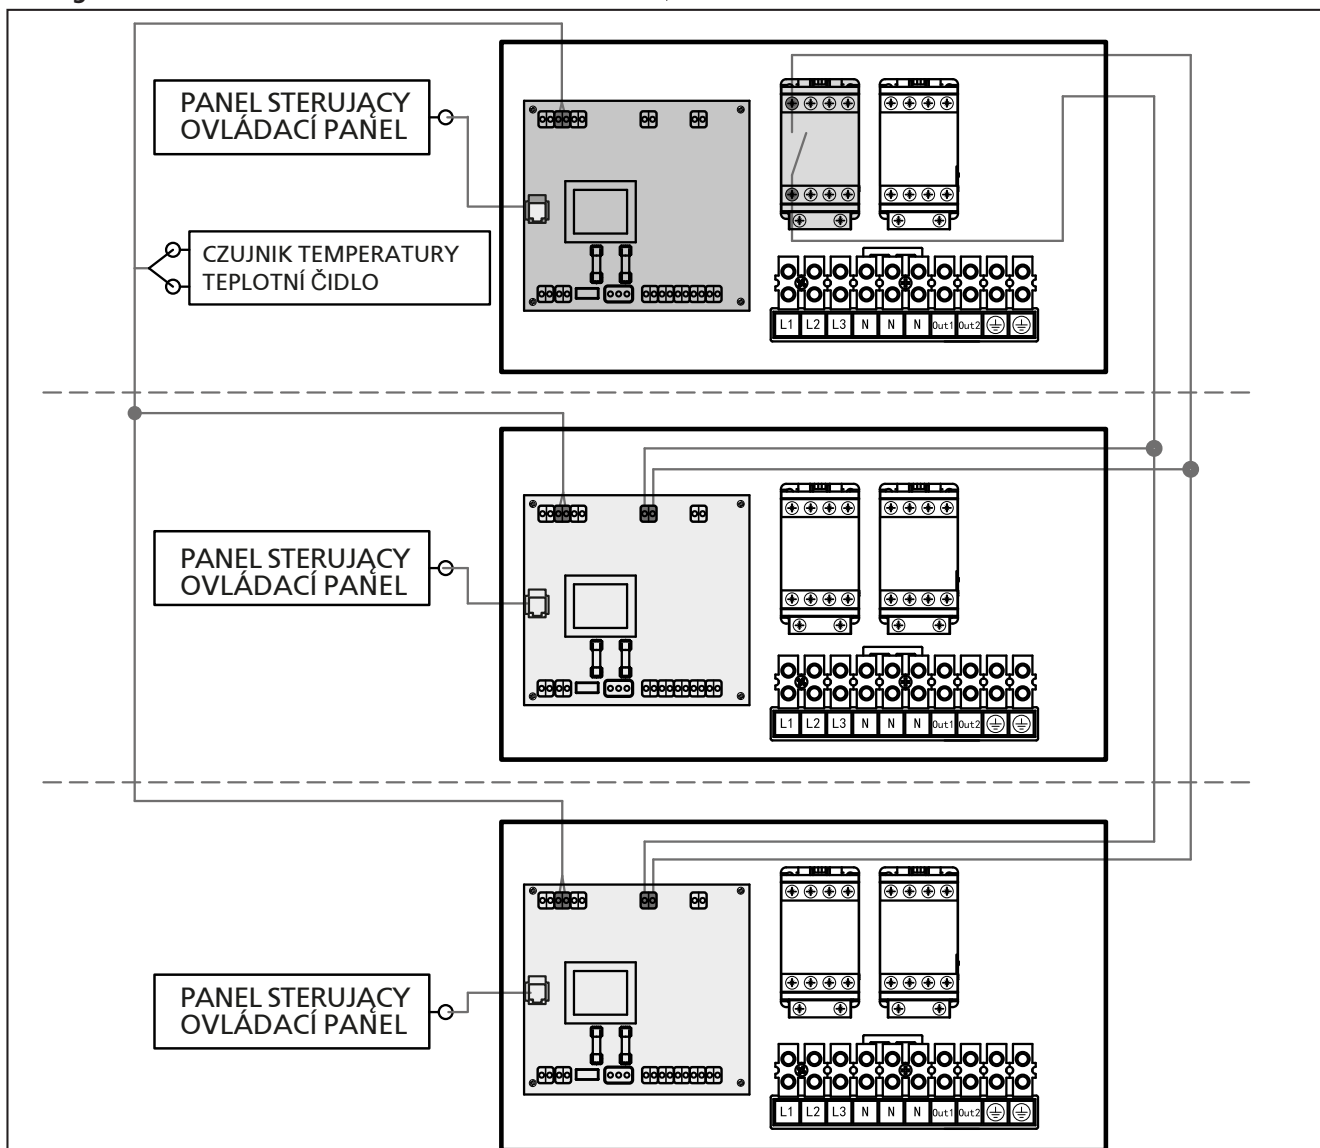 PANEL STERUJĄCY
OVLÁDACÍ PANEL
CZUJNIK TEMPERATURY
TEPLOTNÍ ČIDLO
L1 L2 L3 N N N Out1 Out2
PANEL STERUJĄCY
OVLÁDACÍ PANEL
L1 L2 L3 N N N Out1 Out2
PANEL STERUJĄCY
OVLÁDACÍ PANEL
L1 L2 L3 N N N Out1 Out2